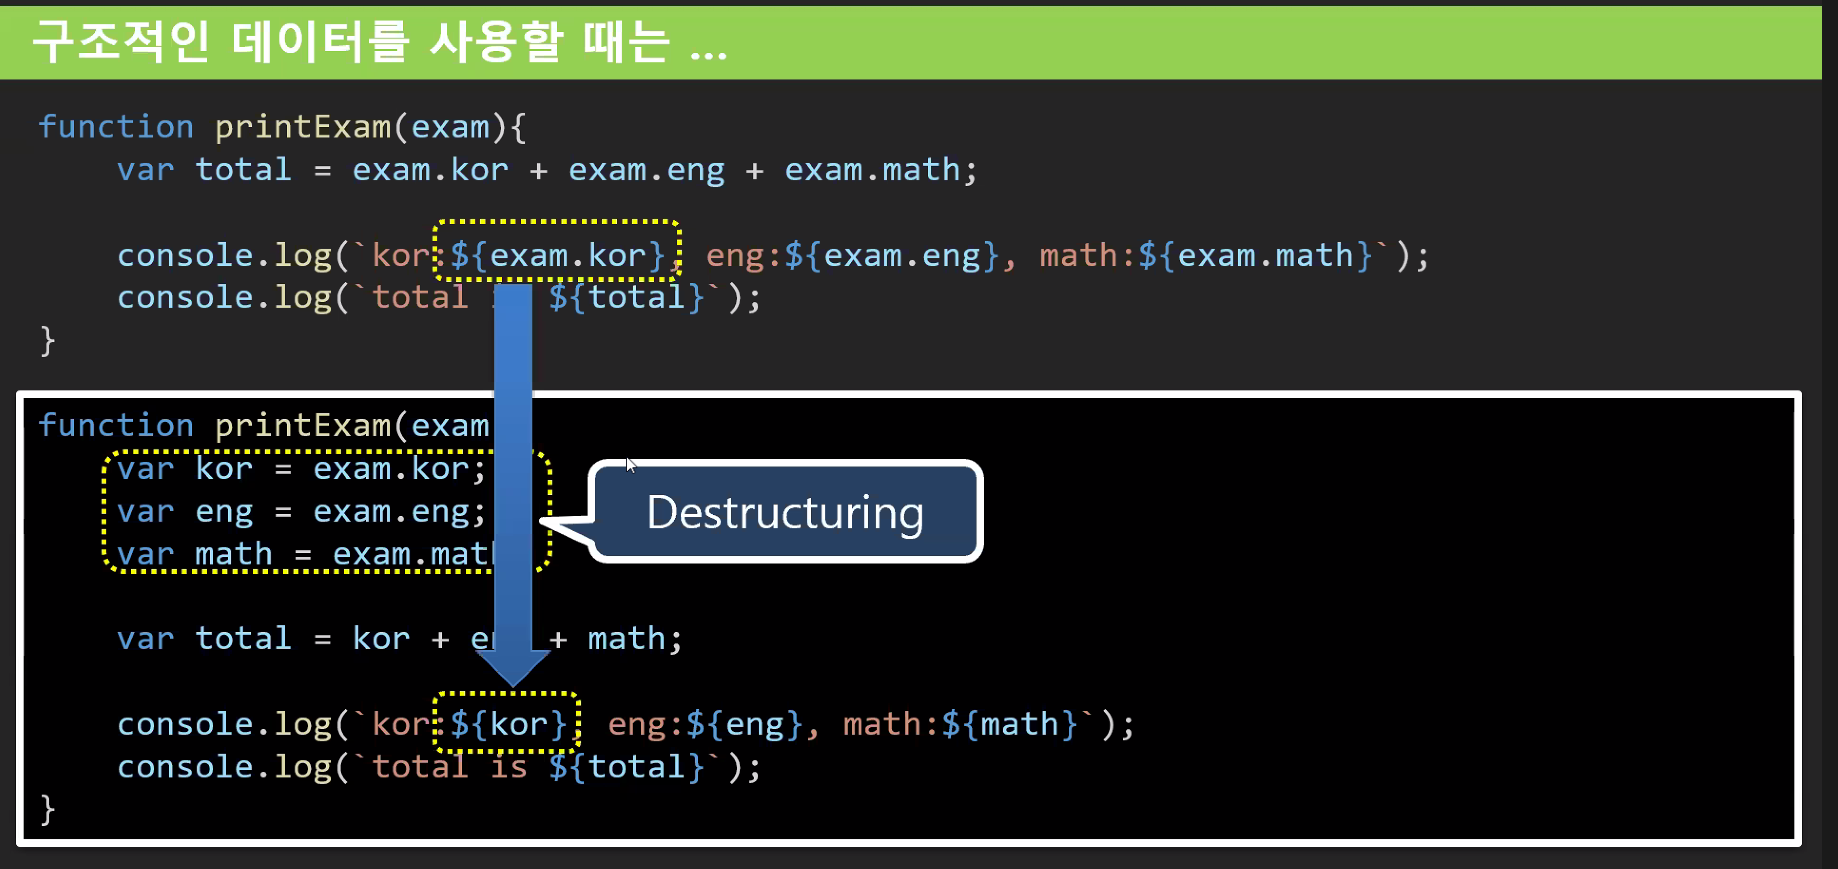 구조적인 데이터를 사용할 때는 ...
function printExam(exam){
var total = exam.kor + exam.eng + exam.math;
console.log(`kor:${exam.kor}, eng:${exam.eng}, math:${exam.math}`);
console.log(`total ${total}`);
}
function printExam(exam
var kor = exam.kor;
var eng = exam.eng;
var math = exam.mat
Destructuring
var total = kor + + math;
console.log(`kor:${kor} eng:${eng}, math:${math}`);
console.log(`total is ${total}`);
}